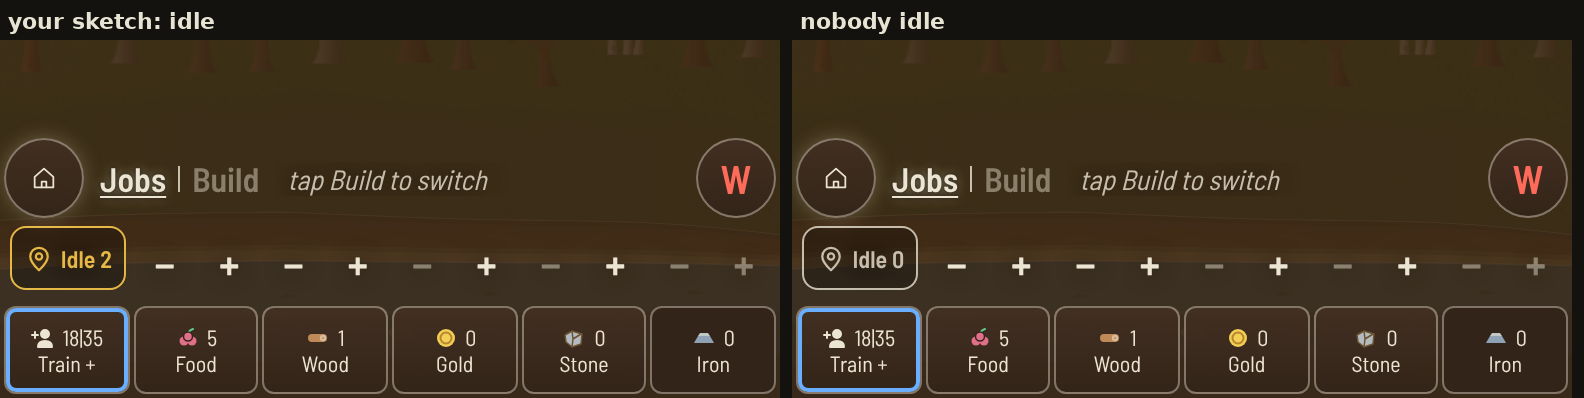 your sketch: idle
Jobs | Build tap Build to switch W
Idle 2 − + − + − + − + − +
18|35 5 1 0 0 0
Train + Food Wood Gold Stone Iron
nobody idle
Jobs | Build tap Build to switch W
Idle 0 − + − + − + − + − +
18|35 5 1 0 0 0
Train + Food Wood Gold Stone Iron